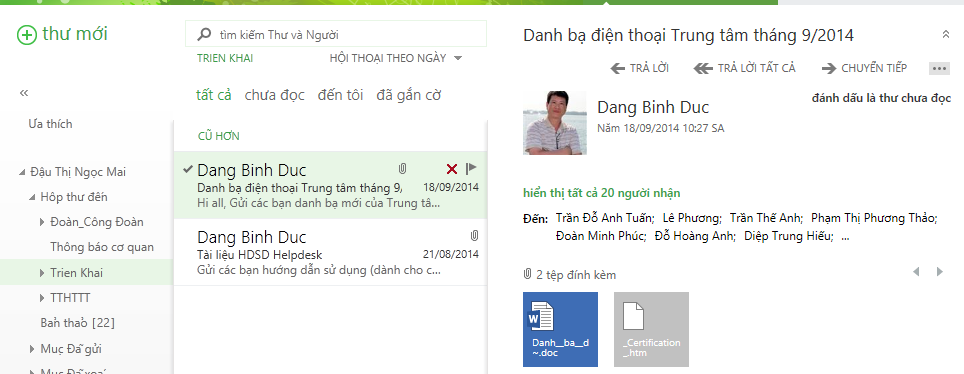 thư mới
«
Ưa thích
Đậu Thị Ngọc Mai
Hôp thư đến
Đoàn_Công Đoàn
Thông báo cơ quan
Trien Khai
TTHTTT
Bản thảo [22]
Mục Đã gửi
Mục Đã xoá
tìm kiếm Thư và Người
TRIEN KHAI
HỘI THOẠI THEO NGÀY
tất cả chưa đọc đến tôi đã gắn cờ
CŨ HƠN
Dang Binh Duc
Danh bạ điện thoại Trung tâm tháng 9/ 18/09/2014
Hi all, Gửi các bạn danh bạ mới của Trung tâ...
Dang Binh Duc
Tài liệu HDSD Helpdesk 21/08/2014
Gửi các bạn hướng dẫn sử dụng (dành cho c...
Danh bạ điện thoại Trung tâm tháng 9/2014
TRẢ LỜI TRẢ LỜI TẤT CẢ CHUYỂN TIẾP ...
đánh dấu là thư chưa đọc
Dang Binh Duc
Năm 18/09/2014 10:27 SA
hiển thị tất cả 20 người nhận
Đến: Trần Đỗ Anh Tuấn; Lê Phương; Trần Thế Anh; Phạm Thị Phương Thảo;
Đoàn Minh Phúc; Đỗ Hoàng Anh; Diệp Trung Hiếu; ...
2 tệp đính kèm
Danh__ba__d
~.doc
_Certification
_.htm